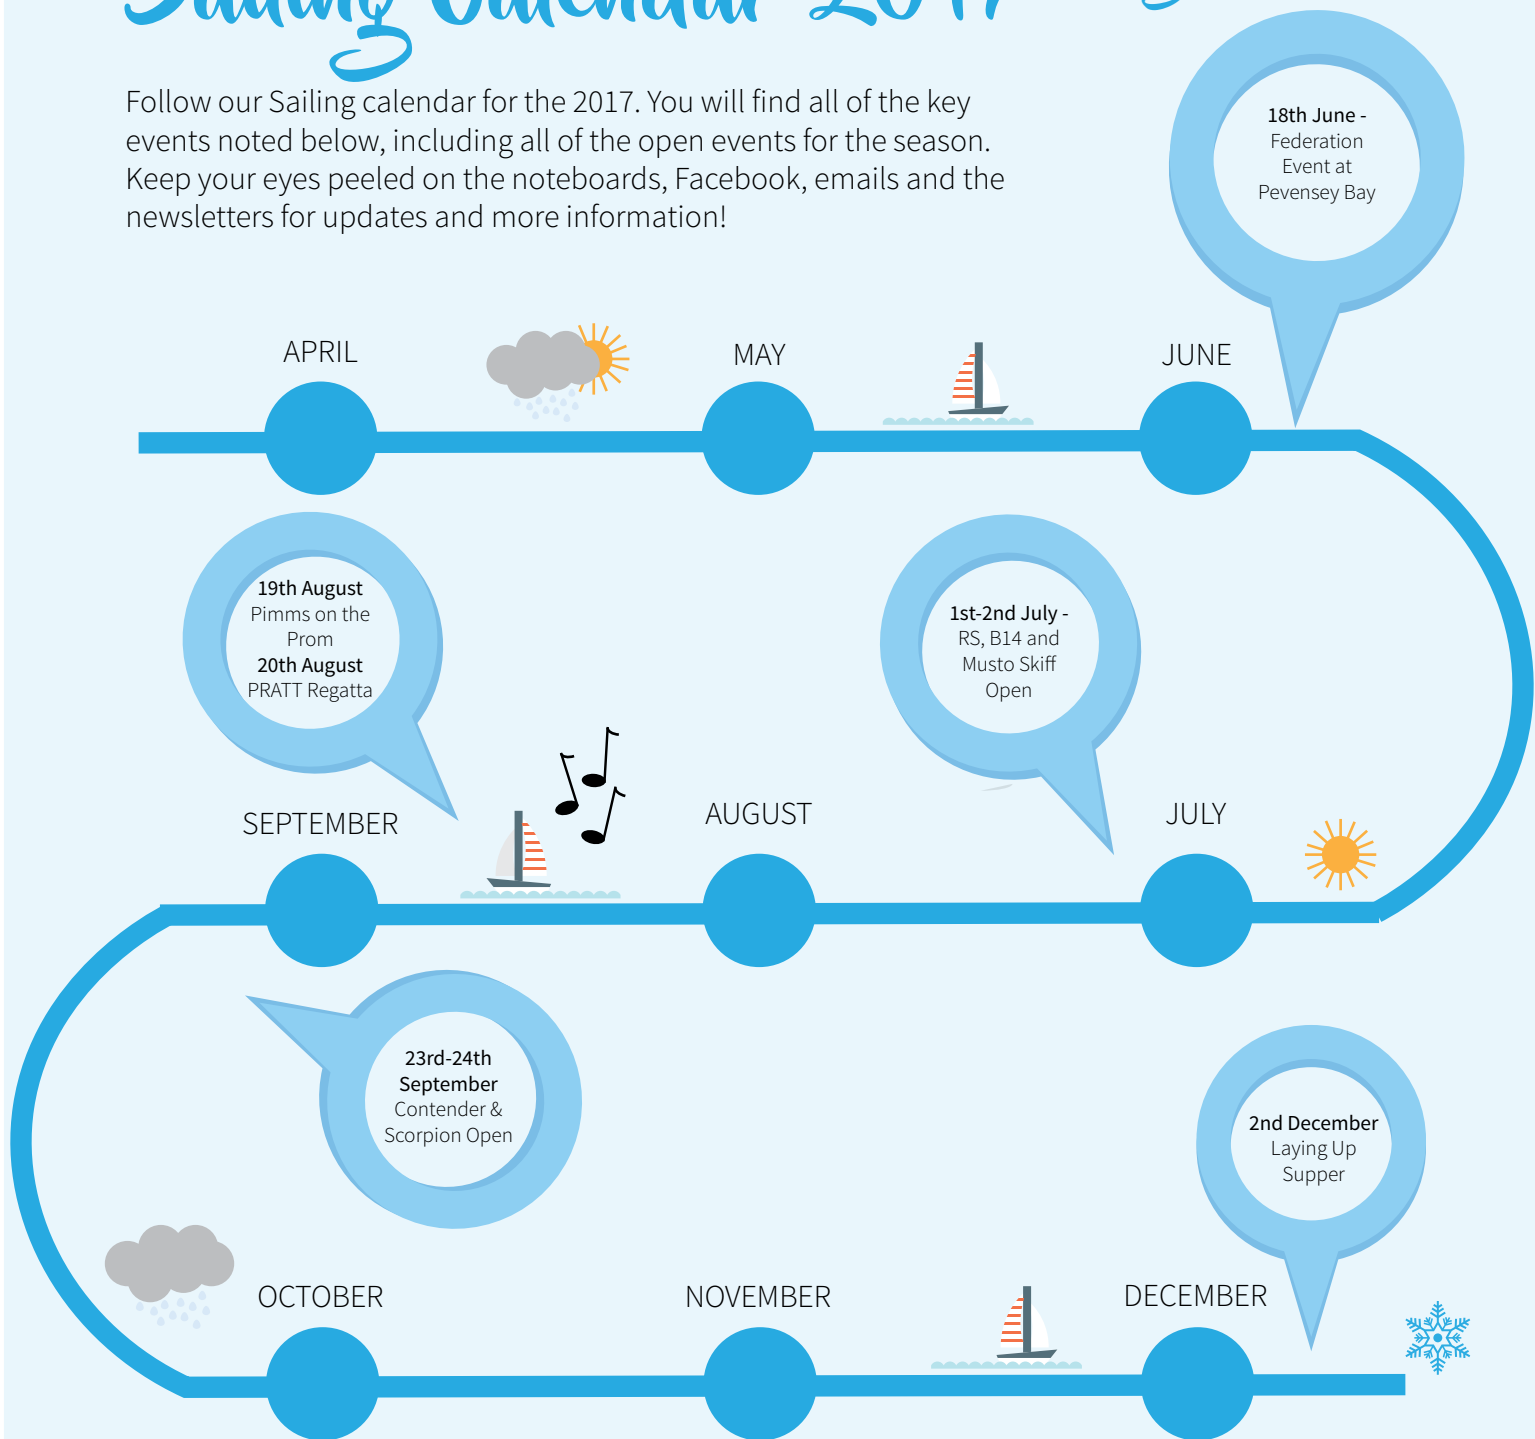 Sailing Calendar 2017
Follow our Sailing calendar for the 2017. You will find all of the key
events noted below, including all of the open events for the season.
Keep your eyes peeled on the noteboards, Facebook, emails and the
newsletters for updates and more information!
18th June -
Federation
Event at
Pevensey Bay
APRIL
MAY
JUNE
19th August
Pimms on the
Prom
20th August
PRATT Regatta
1st-2nd July -
RS, B14 and
Musto Skiff
Open
SEPTEMBER
AUGUST
JULY
23rd-24th
September
Contender &
Scorpion Open
2nd December
Laying Up
Supper
OCTOBER
NOVEMBER
DECEMBER